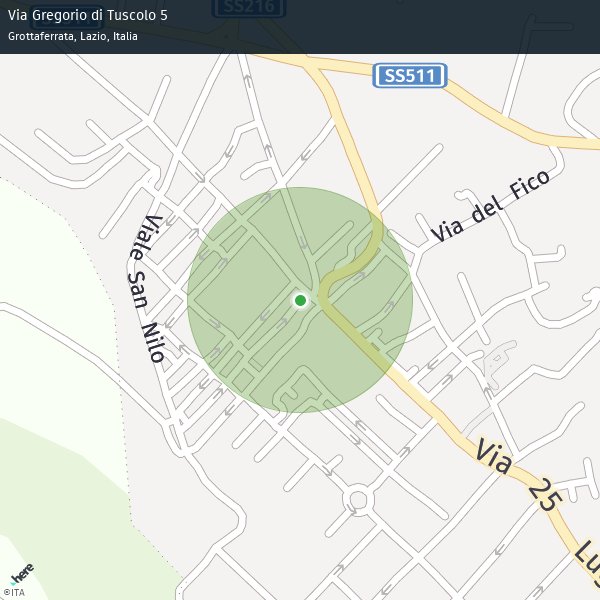 Via Gregorio di Tuscolo 5
Grottaferrata, Lazio, Italia
SS216
SS511
Via del Fico
Viale San Nilo
Via 25 Lug
here
©ITA